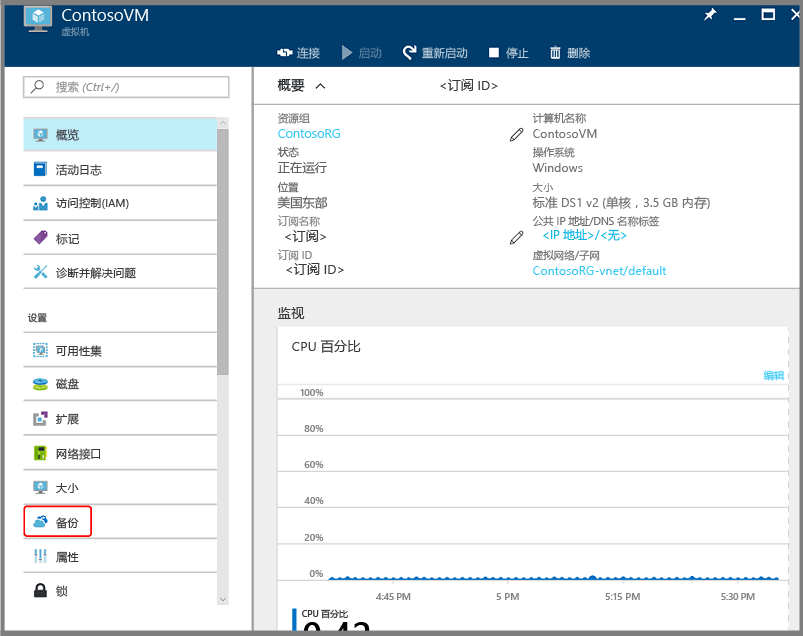 ContosoVM
虚拟机
连接 启动 重新启动 停止 删除
搜索 (Ctrl+/)
概览
活动日志
访问控制(IAM)
标记
诊断并解决问题
设置
可用性集
磁盘
扩展
网络接口
大小
备份
属性
锁
概要 <订阅 ID>
资源组
ContosoRG
状态
正在运行
位置
美国东部
订阅名称
<订阅>
订阅 ID
<订阅 ID>
计算机名称
ContosoVM
操作系统
Windows
大小
标准 DS1 v2 (单核，3.5 GB 内存)
公共 IP 地址/DNS 名称标签
<IP 地址>/<无>
虚拟网络/子网
ContosoRG-vnet/default
监视
CPU 百分比
编辑
100%
80%
60%
40%
20%
0%
4:45 PM 5 PM 5:15 PM 5:30 PM
CPU 百分比